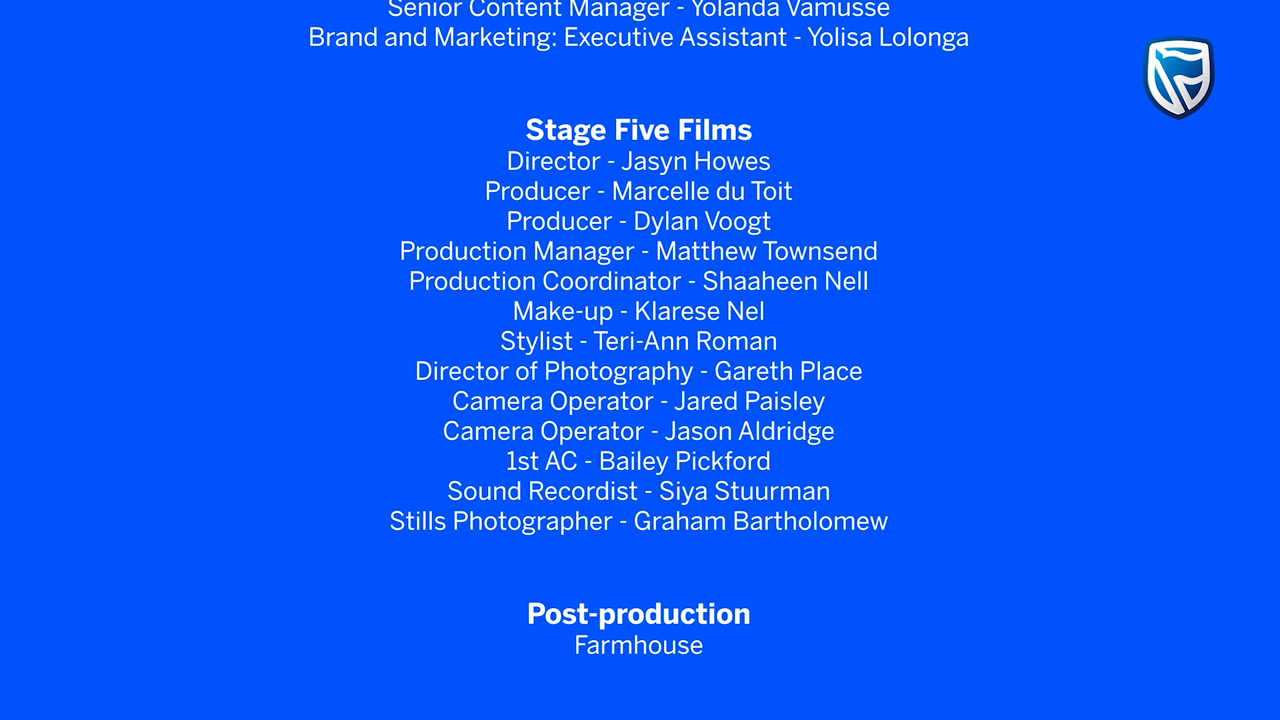 Senior Content Manager - Yolanda Vamusse
Brand and Marketing: Executive Assistant - Yolisa Lolonga
Stage Five Films
Director - Jasyn Howes
Producer - Marcelle du Toit
Producer - Dylan Voogt
Production Manager - Matthew Townsend
Production Coordinator - Shaaheen Nell
Make-up - Klarese Nel
Stylist - Teri-Ann Roman
Director of Photography - Gareth Place
Camera Operator - Jared Paisley
Camera Operator - Jason Aldridge
1st AC - Bailey Pickford
Sound Recordist - Siya Stuurman
Stills Photographer - Graham Bartholomew
Post-production
Farmhouse